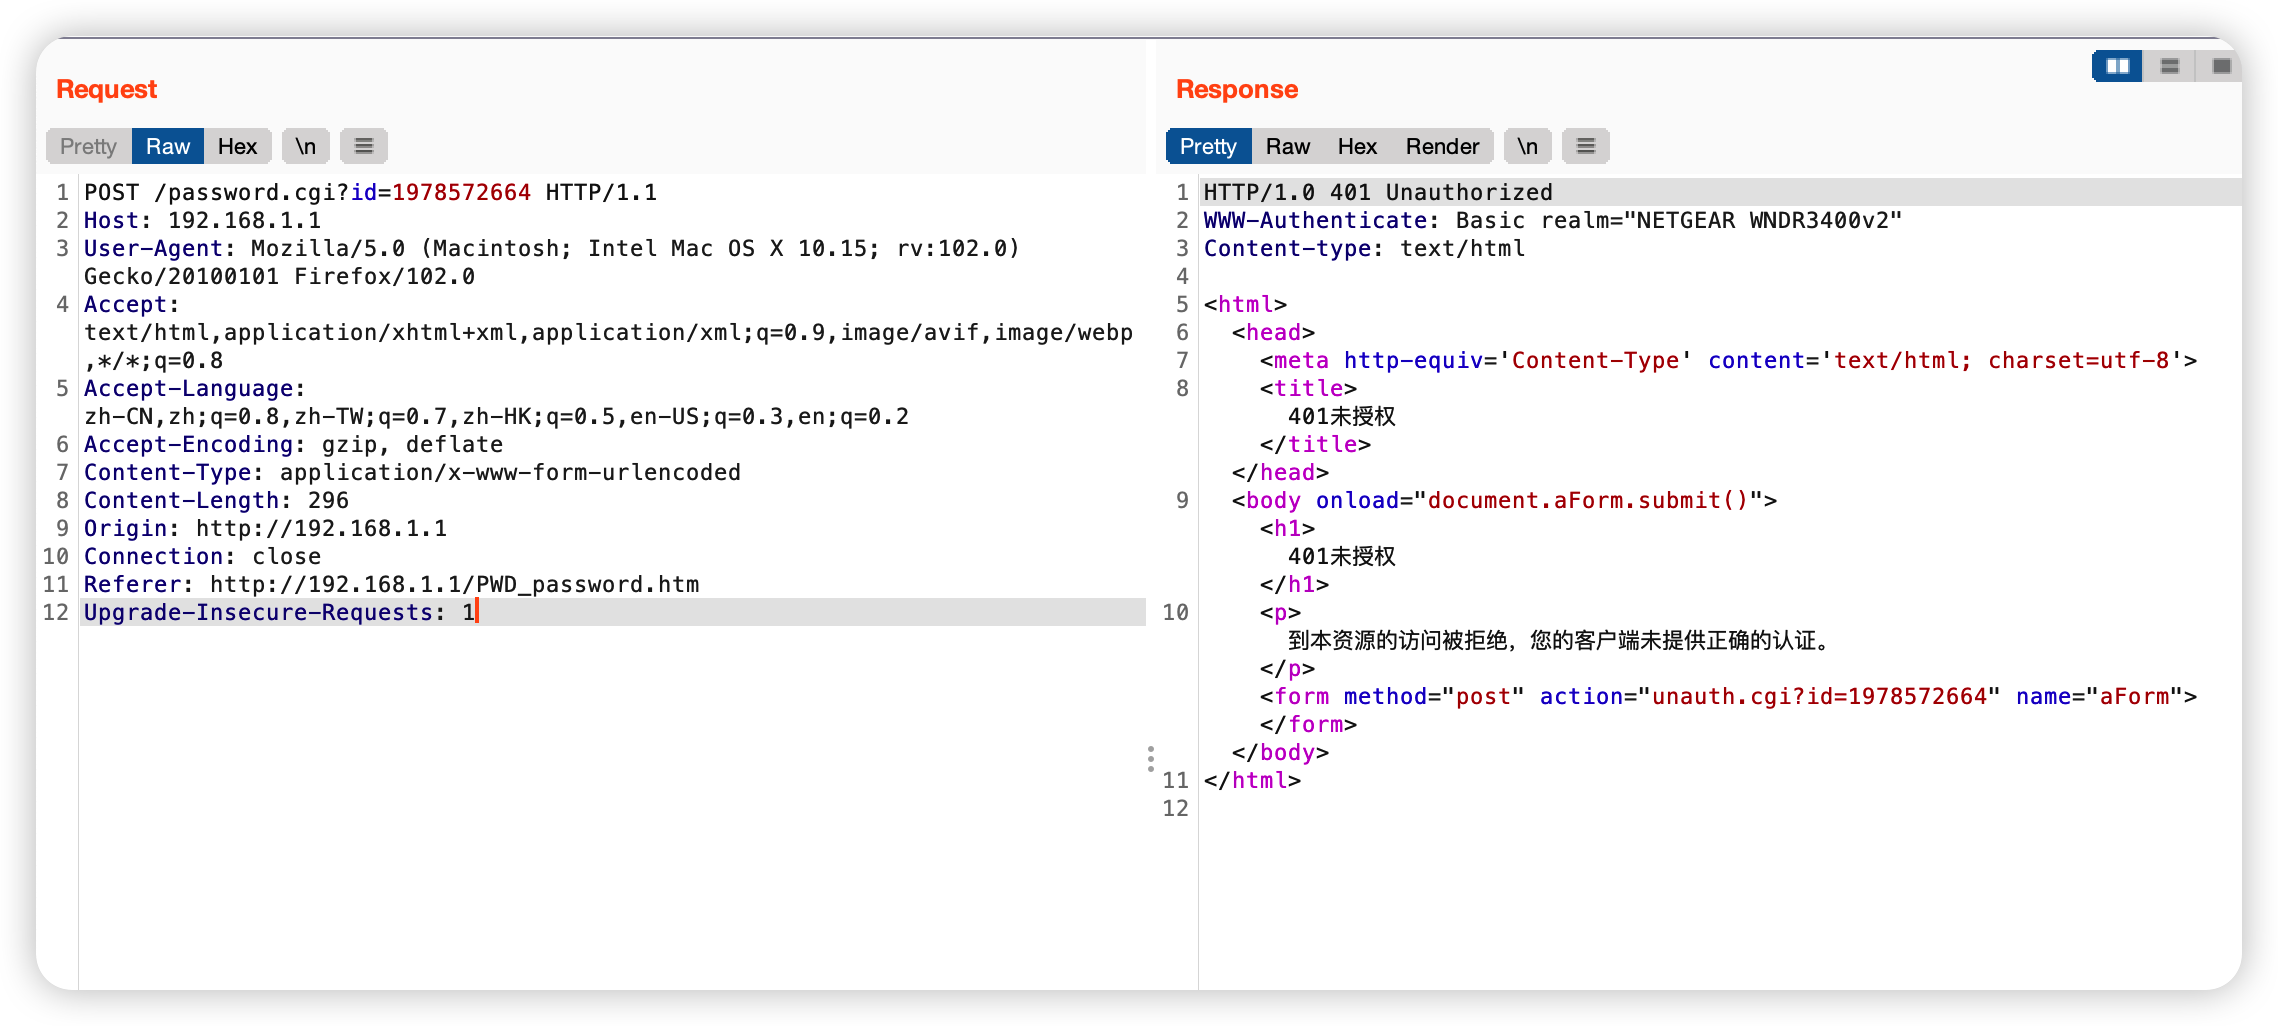 Request
Pretty Raw Hex \n
1 POST /password.cgi?id=1978572664 HTTP/1.1
2 Host: 192.168.1.1
3 User-Agent: Mozilla/5.0 (Macintosh; Intel Mac OS X 10.15; rv:102.0)
Gecko/20100101 Firefox/102.0
4 Accept:
text/html,application/xhtml+xml,application/xml;q=0.9,image/avif,image/webp
,*/*;q=0.8
5 Accept-Language:
zh-CN,zh;q=0.8,zh-TW;q=0.7,zh-HK;q=0.5,en-US;q=0.3,en;q=0.2
6 Accept-Encoding: gzip, deflate
7 Content-Type: application/x-www-form-urlencoded
8 Content-Length: 296
9 Origin: http://192.168.1.1
10 Connection: close
11 Referer: http://192.168.1.1/PWD_password.htm
12 Upgrade-Insecure-Requests: 1
Response
Pretty Raw Hex Render \n
1 HTTP/1.0 401 Unauthorized
2 WWW-Authenticate: Basic realm="NETGEAR WNDR3400v2"
3 Content-type: text/html
4
5 <html>
6 <head>
7 <meta http-equiv='Content-Type' content='text/html; charset=utf-8'>
8 <title>
401未授权
</title>
</head>
9 <body onload="document.aForm.submit()">
<h1>
401未授权
</h1>
10 <p>
到本资源的访问被拒绝，您的客户端未提供正确的认证。
</p>
<form method="post" action="unauth.cgi?id=1978572664" name="aForm">
</form>
</body>
11 </html>
12